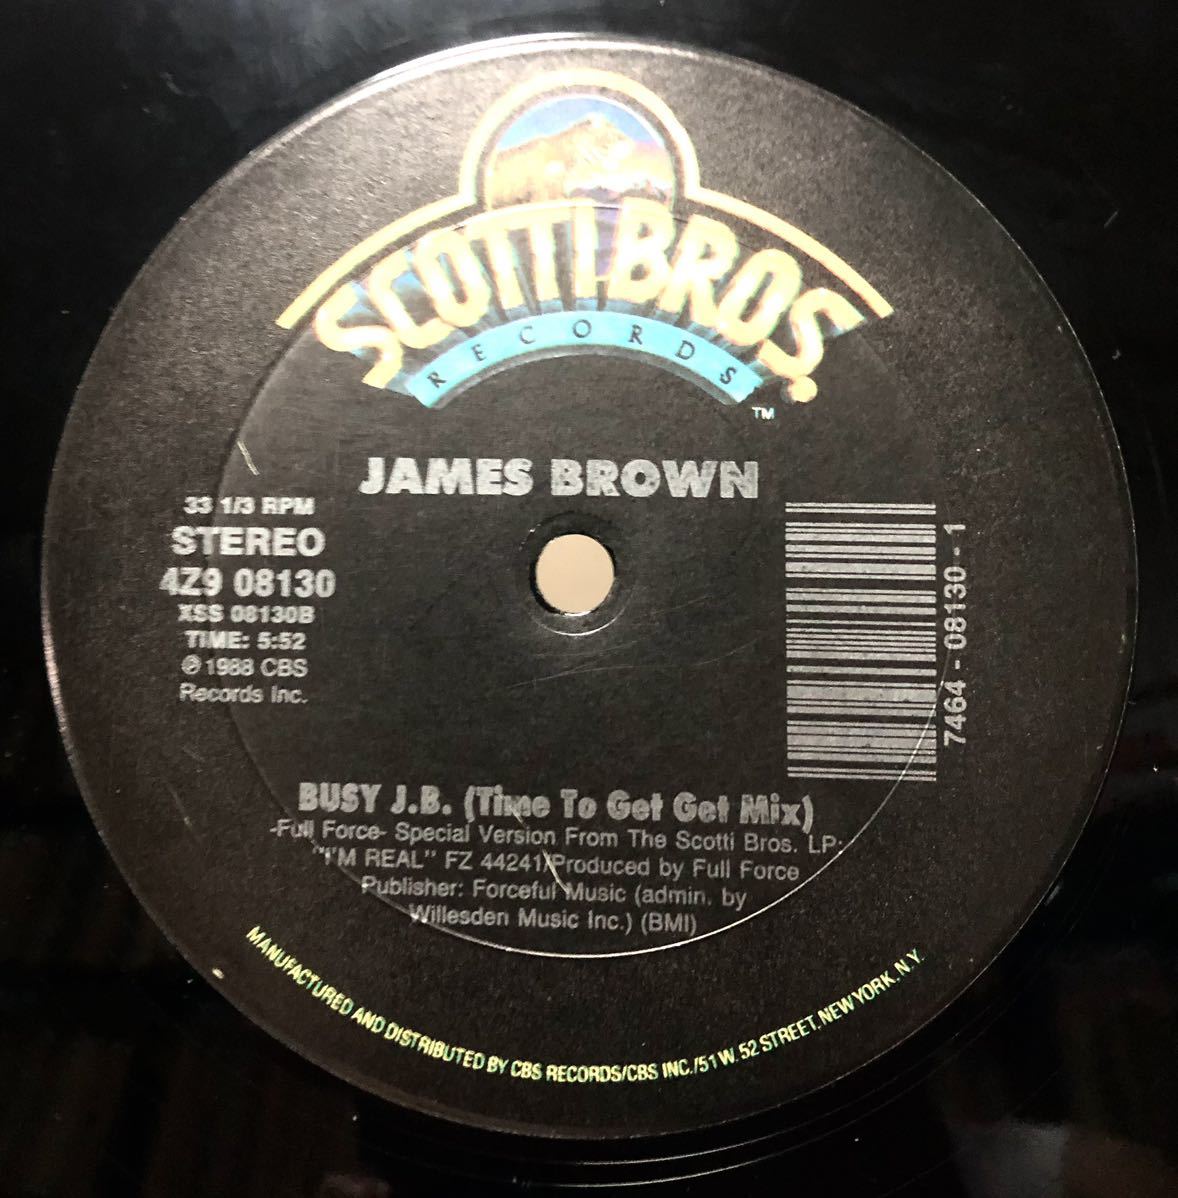 SCOTTI BROS.
RECORDS
TM
JAMES BROWN
33 1/3 RPM
STEREO
4Z9 08130
XSS 08130B
TIME: 5:52
℗ 1988 CBS
Records Inc.
7464 - 08130 - 1
BUSY J.B. (Time To Get Get Mix)
-Full Force- Special Version From The Scotti Bros. LP:
"I'M REAL" FZ 44241/Produced by Full Force
Publisher: Forceful Music (admin. by
Willesden Music Inc.) (BMI)
MANUFACTURED AND DISTRIBUTED BY CBS RECORDS/CBS INC./51 W. 52 STREET, NEW YORK, N.Y.